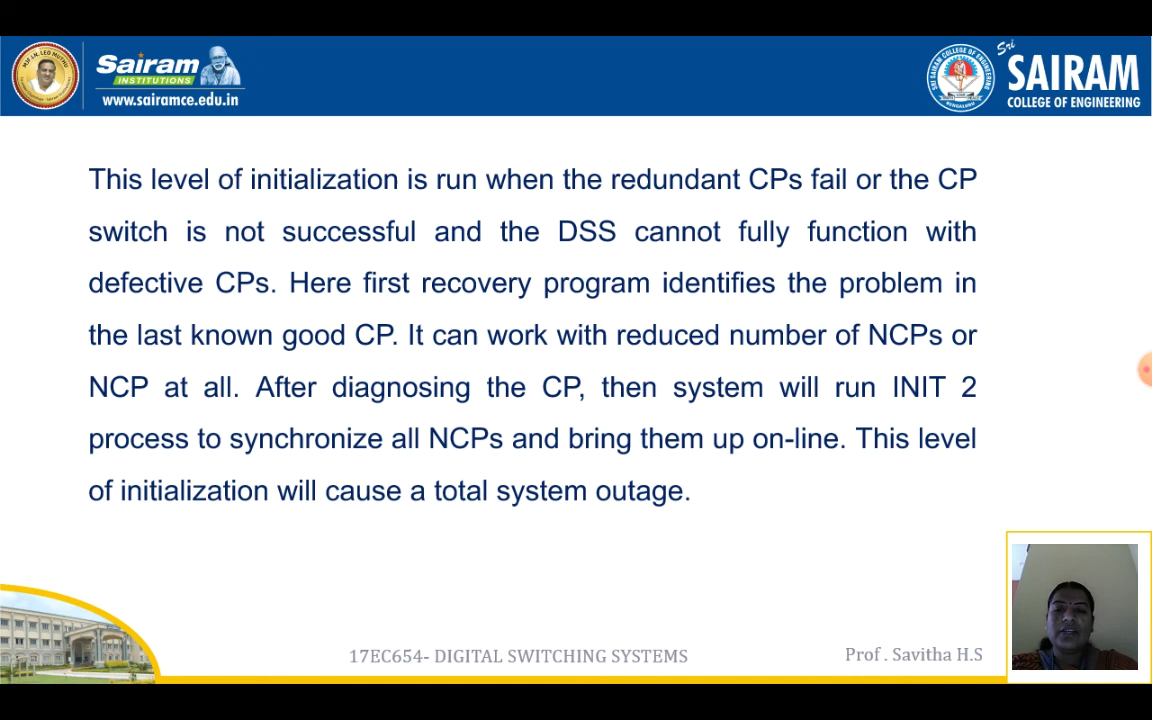 Sairam
INSTITUTIONS
www.sairamce.edu.in
Sri
SAIRAM
COLLEGE OF ENGINEERING
This level of initialization is run when the redundant CPs fail or the CP
switch is not successful and the DSS cannot fully function with
defective CPs. Here first recovery program identifies the problem in
the last known good CP. It can work with reduced number of NCPs or
NCP at all. After diagnosing the CP, then system will run INIT 2
process to synchronize all NCPs and bring them up on-line. This level
of initialization will cause a total system outage.
17EC654- DIGITAL SWITCHING SYSTEMS
Prof . Savitha H.S